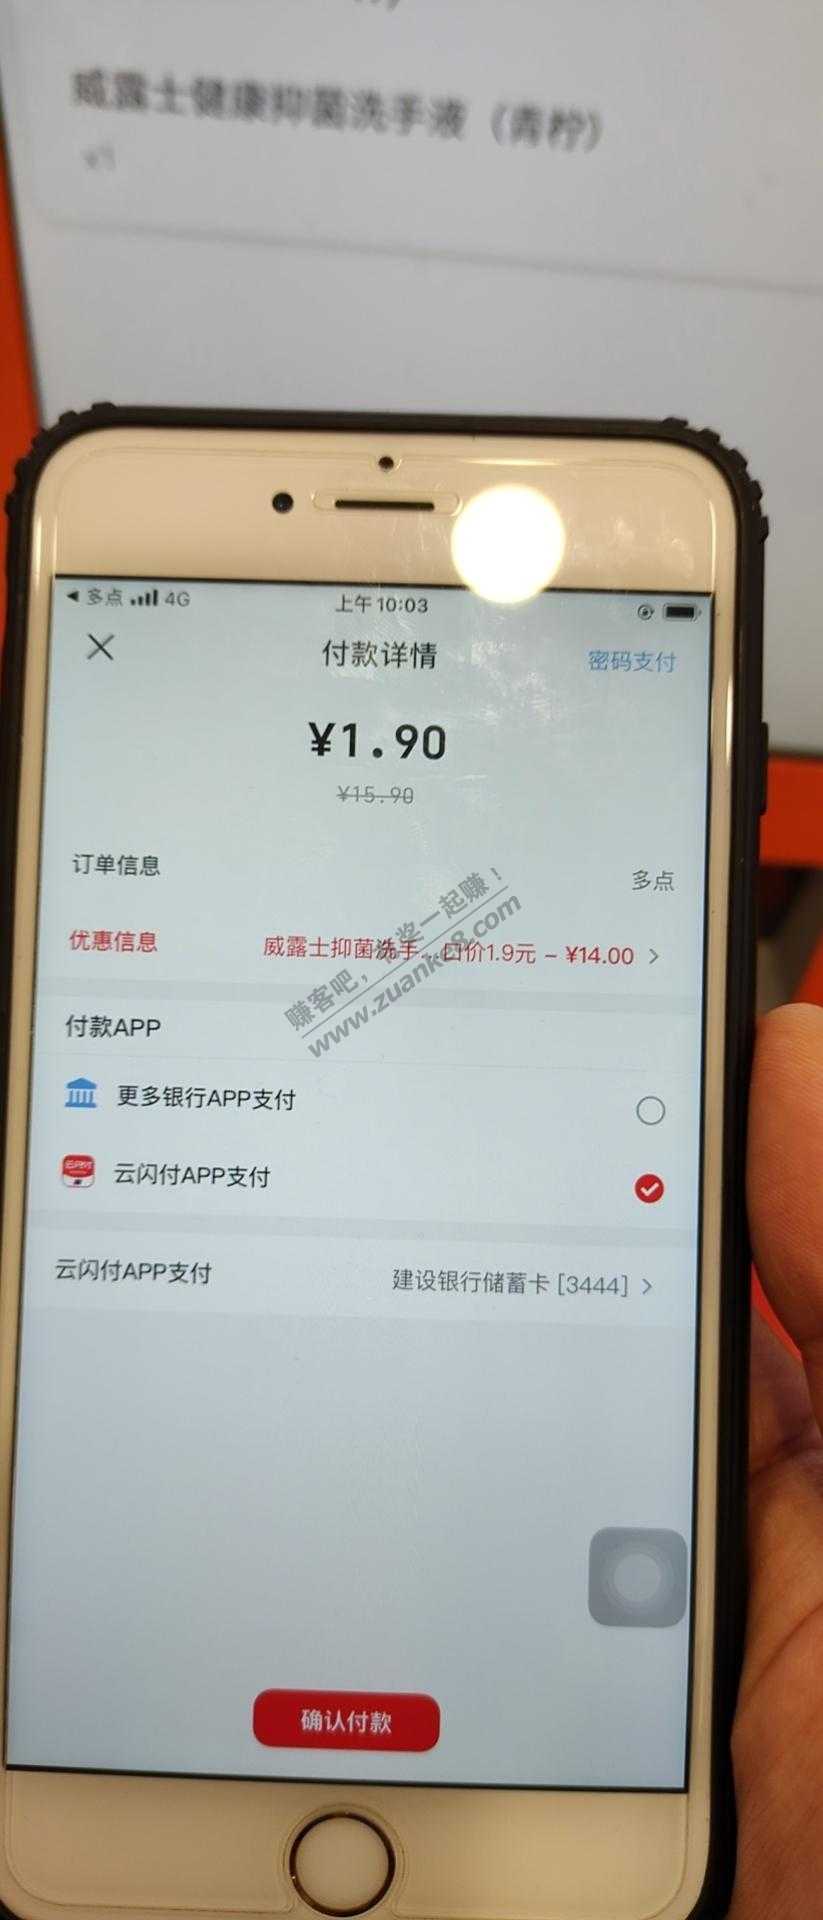 威露士健康抑菌洗手液（青柠）
x1
多点 4G 上午10:03
付款详情 密码支付
¥1.90
¥15.90
订单信息 多点
优惠信息 威露士抑菌洗手...口价1.9元 - ¥14.00
赚客吧，有奖一起赚！
www.zuanke8.com
付款APP
更多银行APP支付
云闪付APP支付
云闪付APP支付 建设银行储蓄卡 [3444]
确认付款